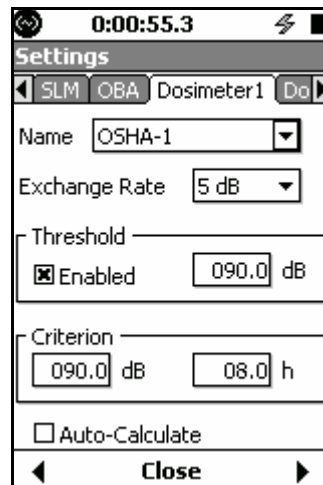 0:00:55.3
Settings
SLM OBA Dosimeter1 Do
Name OSHA-1
Exchange Rate 5 dB
Threshold
Enabled 090.0 dB
Criterion
090.0 dB 08.0 h
Auto-Calculate
Close